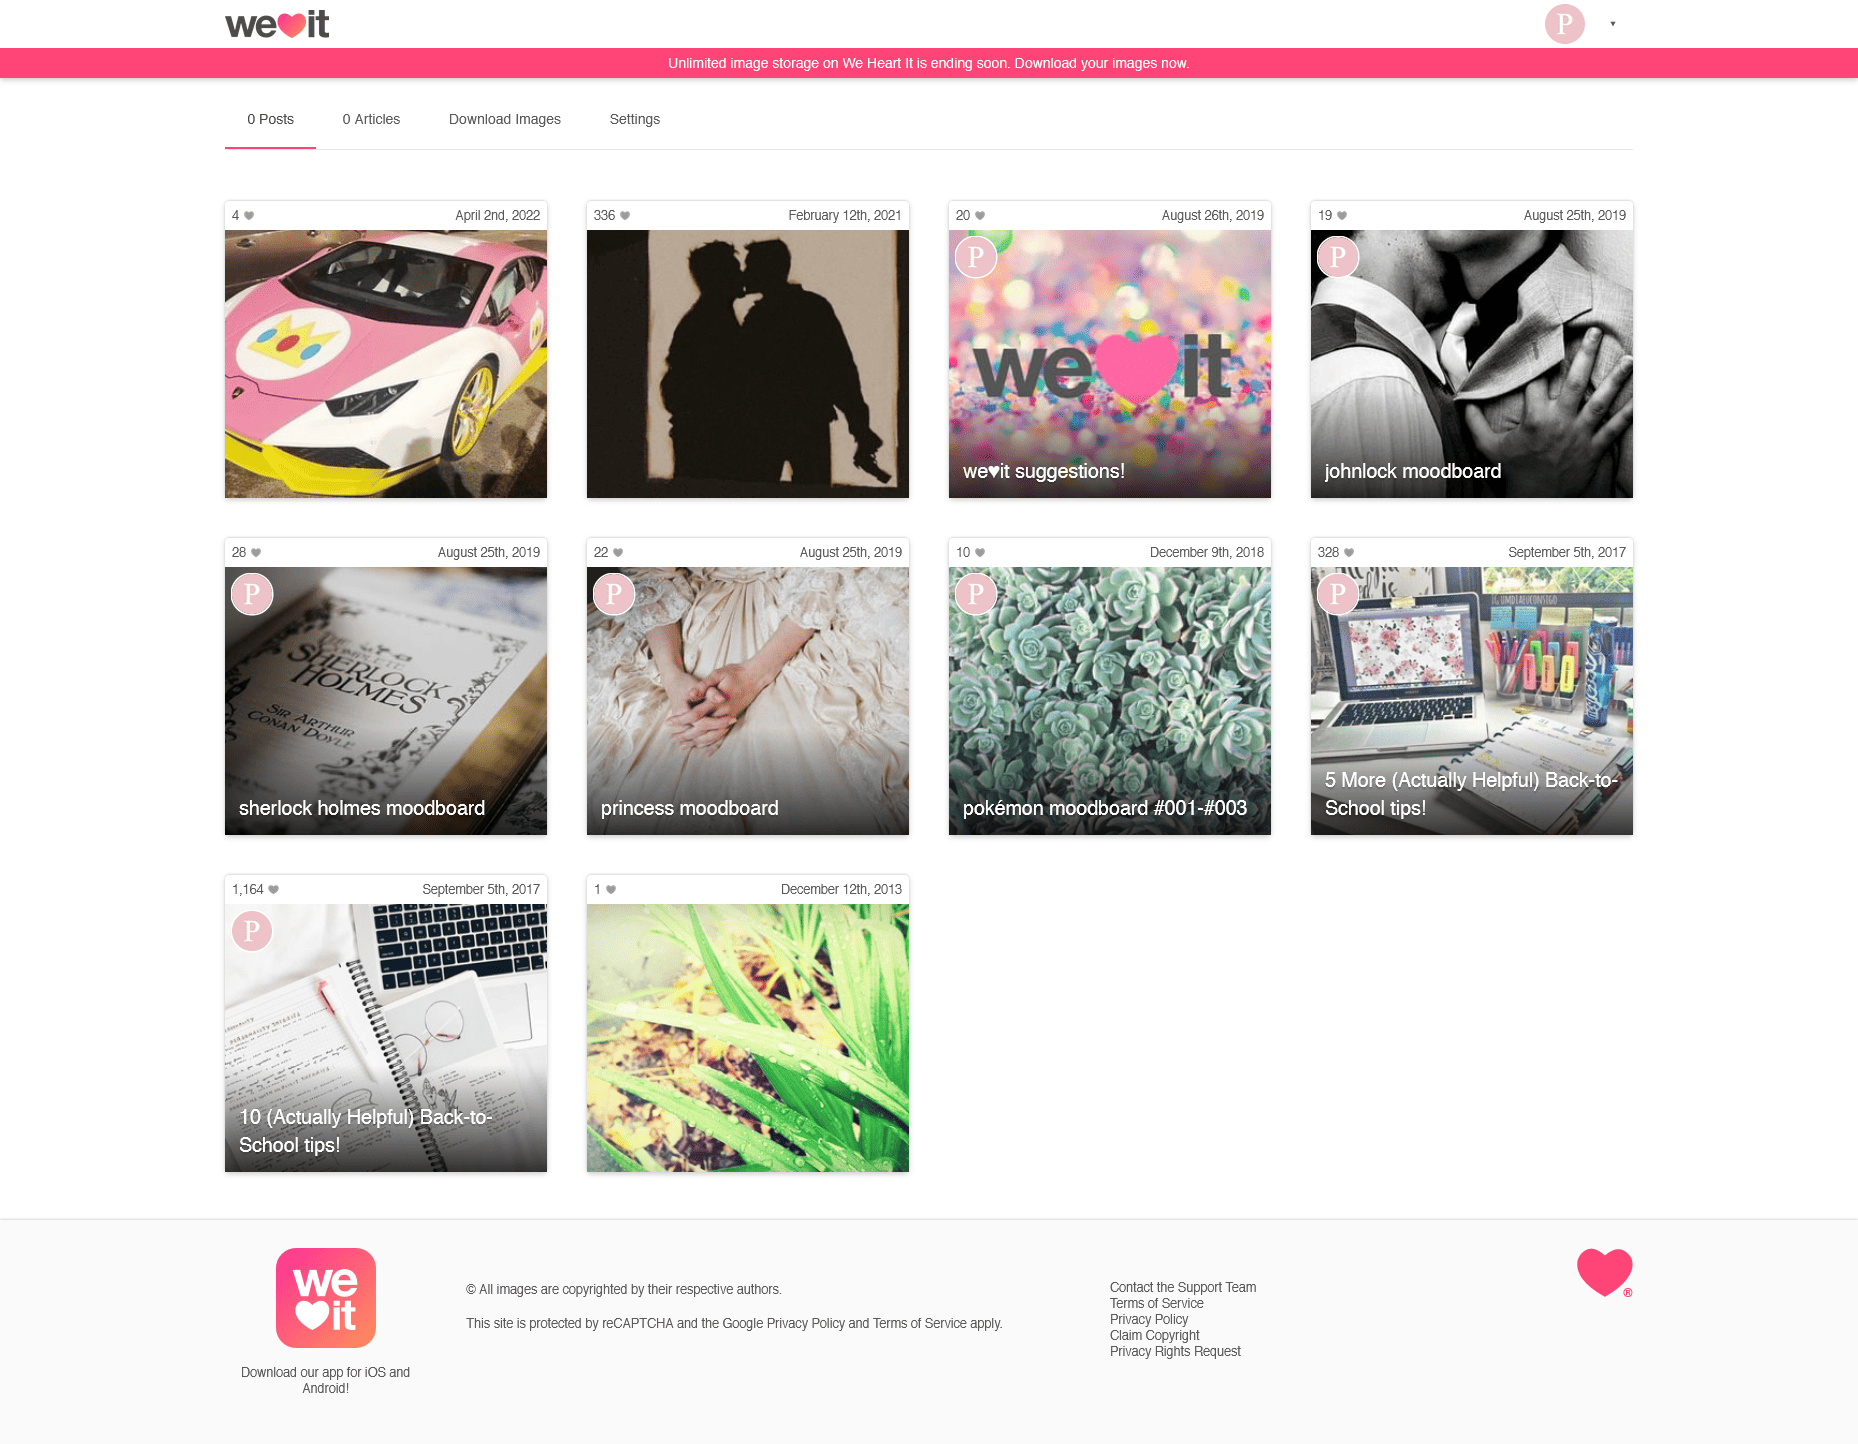 we♥it
P
Unlimited image storage on We Heart It is ending soon. Download your images now.
0 Posts
0 Articles
Download Images
Settings
4
April 2nd, 2022
336
February 12th, 2021
20
August 26th, 2019
P
we♥it
we♥it suggestions!
19
August 25th, 2019
P
johnlock moodboard
28
August 25th, 2019
P
SHERLOCK
HOLMES
SIR ARTHUR
CONAN DOYLE
sherlock holmes moodboard
22
August 25th, 2019
P
princess moodboard
10
December 9th, 2018
P
pokémon moodboard #001-#003
328
September 5th, 2017
P
5 More (Actually Helpful) Back-to-
School tips!
1,164
September 5th, 2017
P
10 (Actually Helpful) Back-to-
School tips!
1
December 12th, 2013
we
♥it
Download our app for iOS and
Android!
© All images are copyrighted by their respective authors.
This site is protected by reCAPTCHA and the Google Privacy Policy and Terms of Service apply.
Contact the Support Team
Terms of Service
Privacy Policy
Claim Copyright
Privacy Rights Request
®